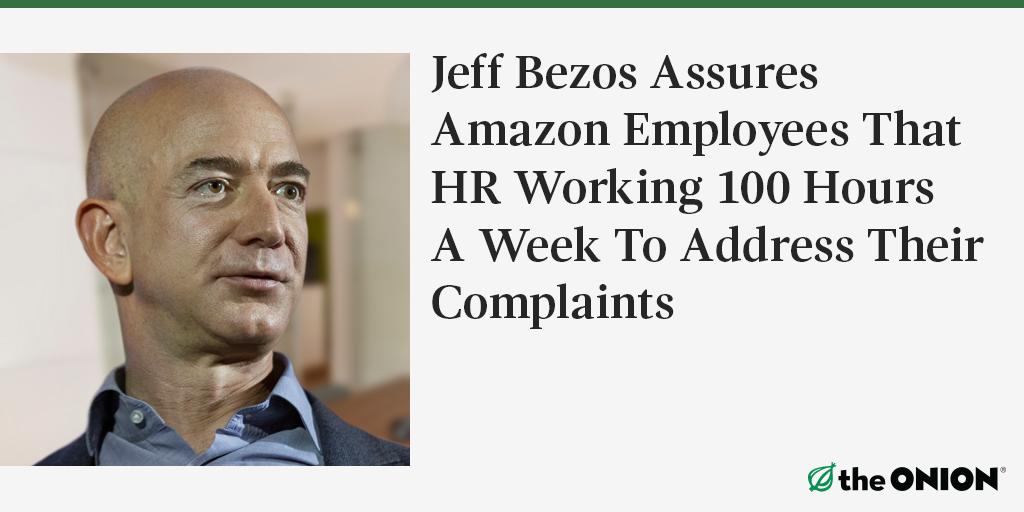 Jeff Bezos Assures
Amazon Employees That
HR Working 100 Hours
A Week To Address Their
Complaints
the ONION®